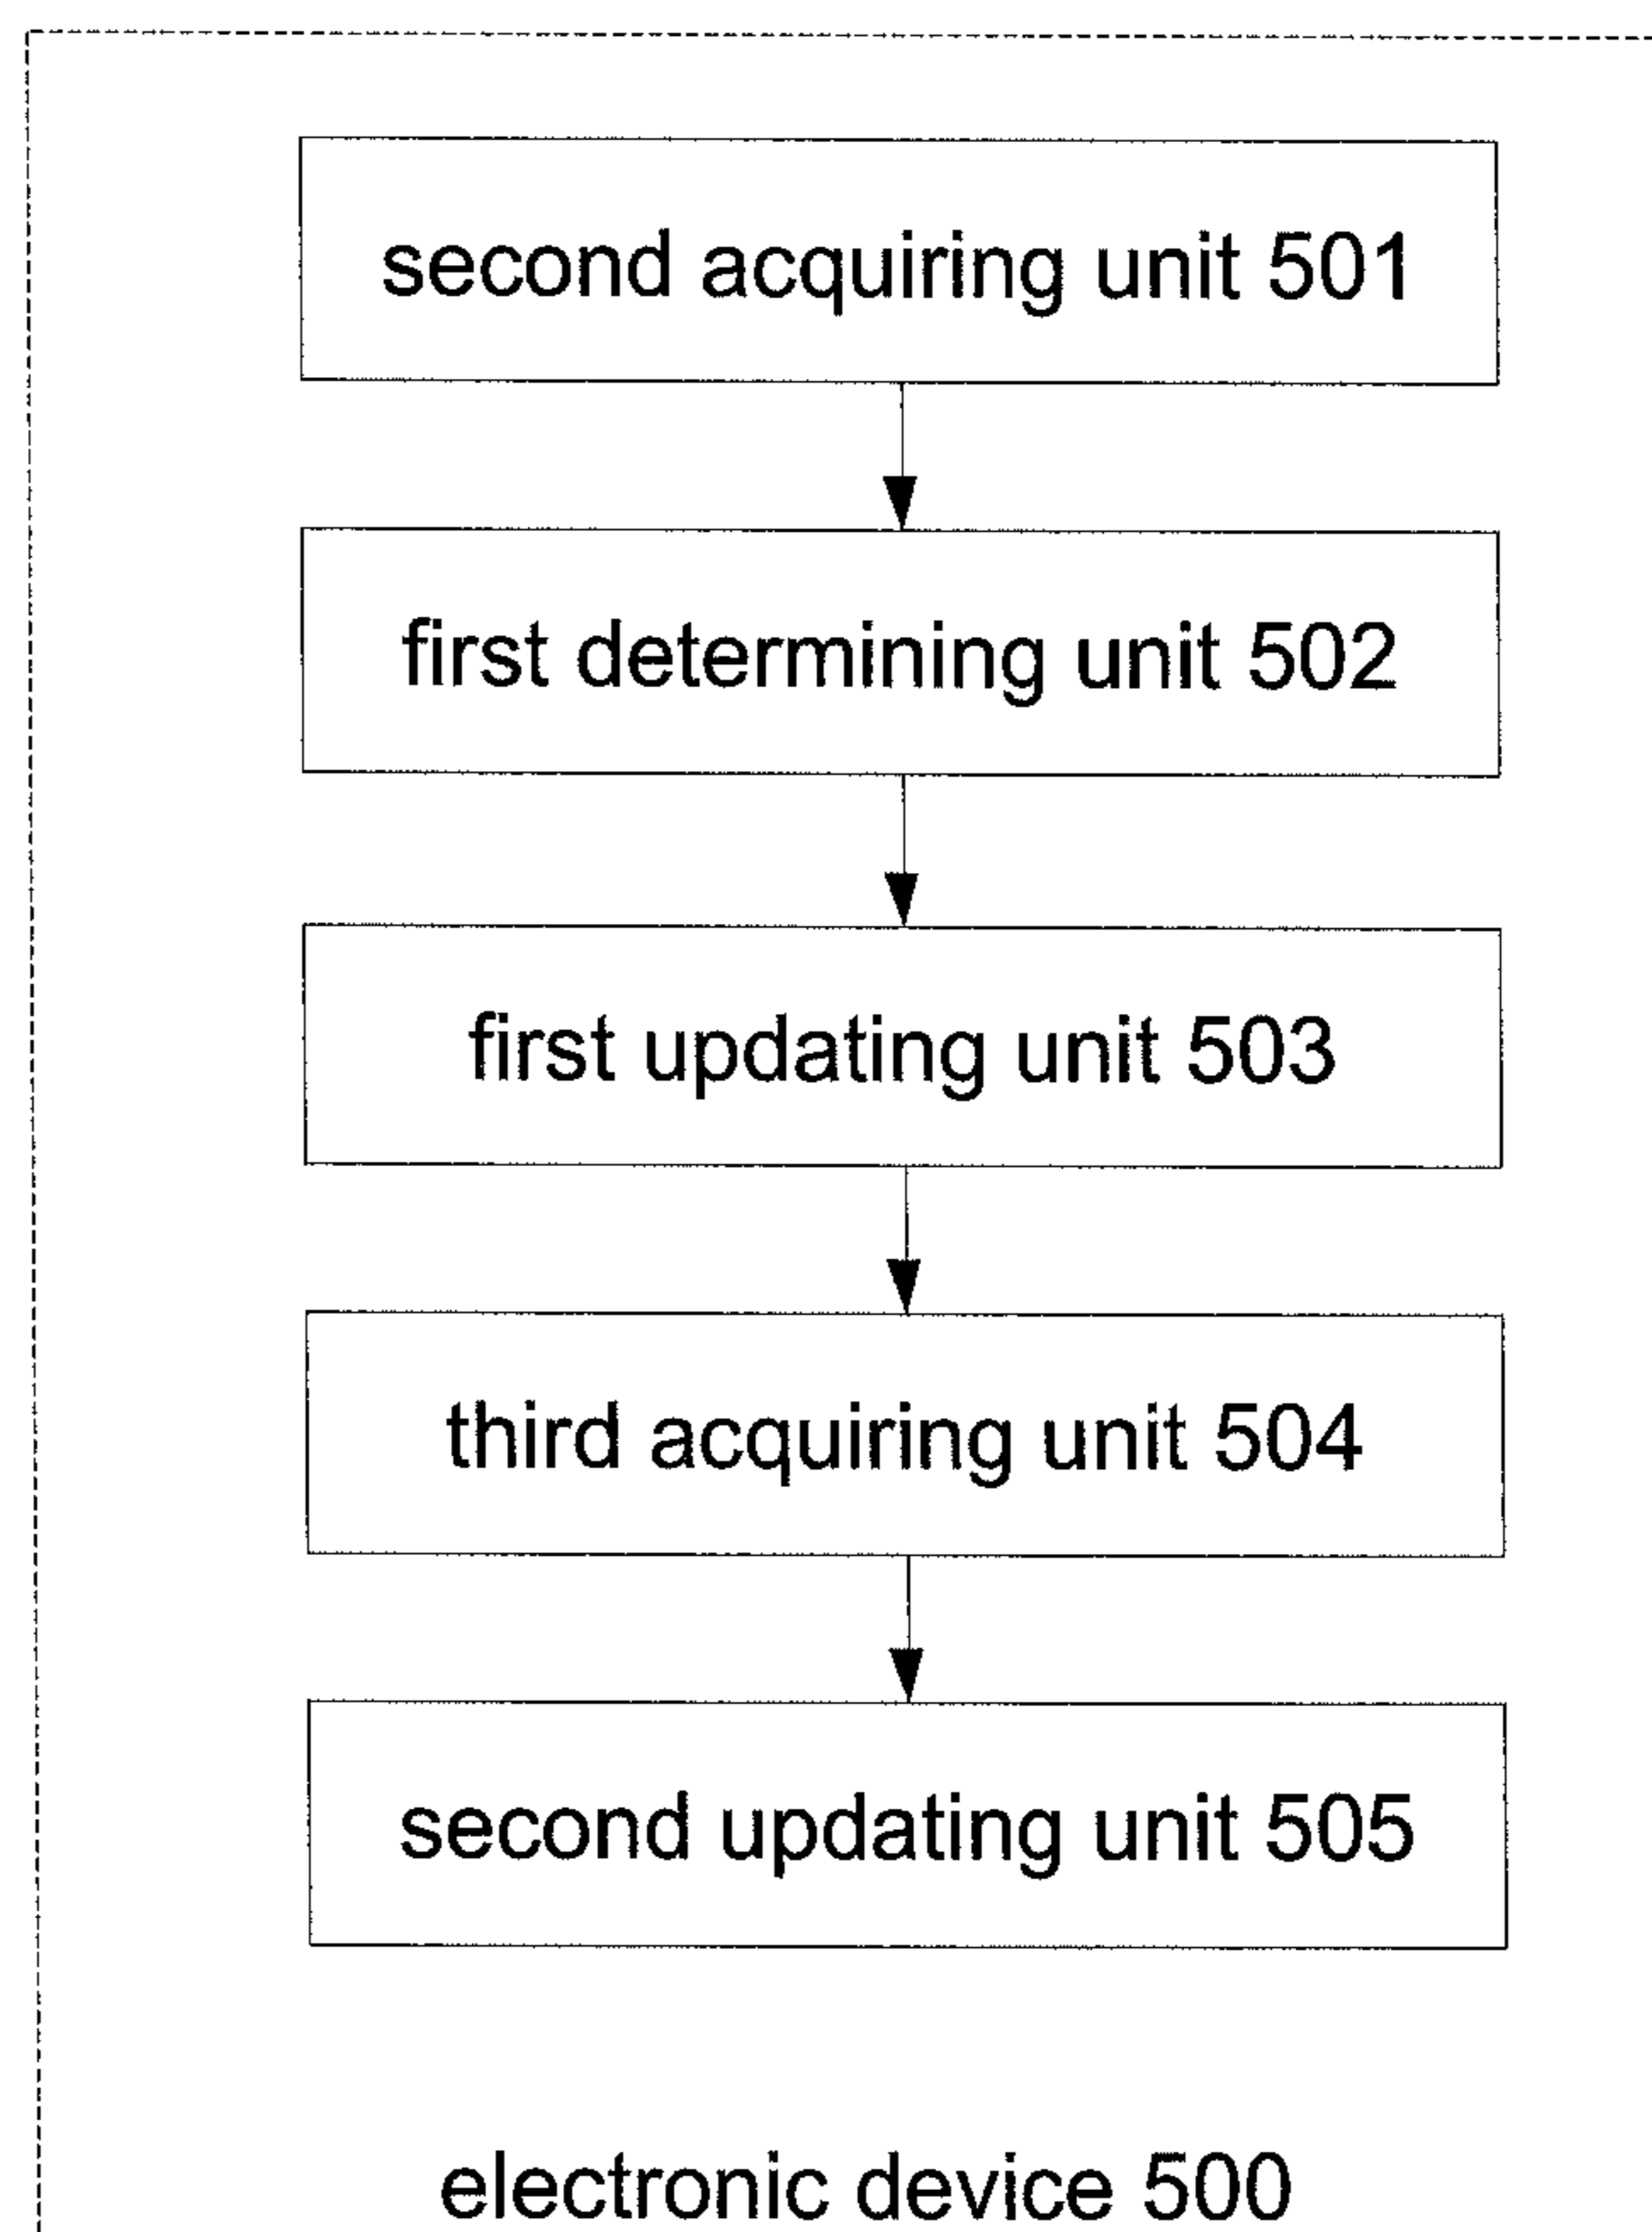 second acquiring unit 501
first determining unit 502
first updating unit 503
third acquiring unit 504
second updating unit 505
electronic device 500